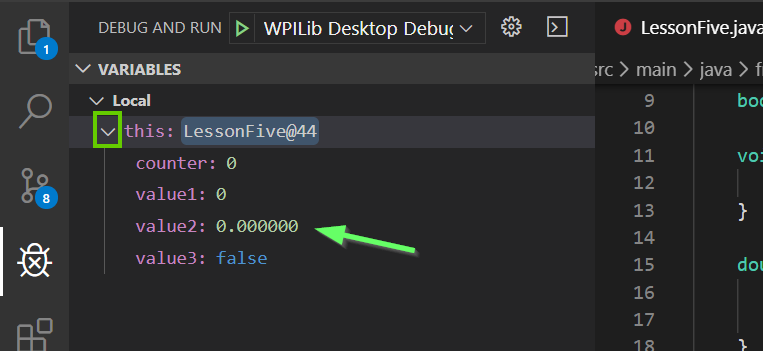 DEBUG AND RUN
WPILib Desktop Debug
LessonFive.java
1
VARIABLES
src > main > java > f
Local
this: LessonFive@44
counter: 0
value1: 0
8
value2: 0.000000
value3: false
J
9 boo
10
11 voi
12
13 }
14
15 dou
16
17
18 }